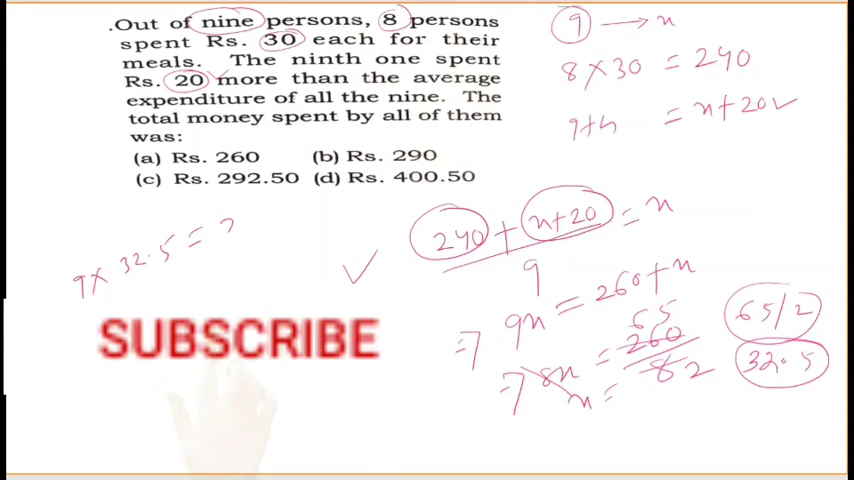 .Out of nine persons, 8 persons
spent Rs. 30 each for their
meals. The ninth one spent
Rs. 20 more than the average
expenditure of all the nine. The
total money spent by all of them
was:
(a) Rs. 260 (b) Rs. 290
(c) Rs. 292.50 (d) Rs. 400.50
9 → x
8 × 30 = 240
9th = x + 20 ✓
240 + x+20 = x
9
9x = 260 + x
⇒ 8x = 260
65
8 2
x =
65/2
32.5
9 × 32.5 = ?
SUBSCRIBE